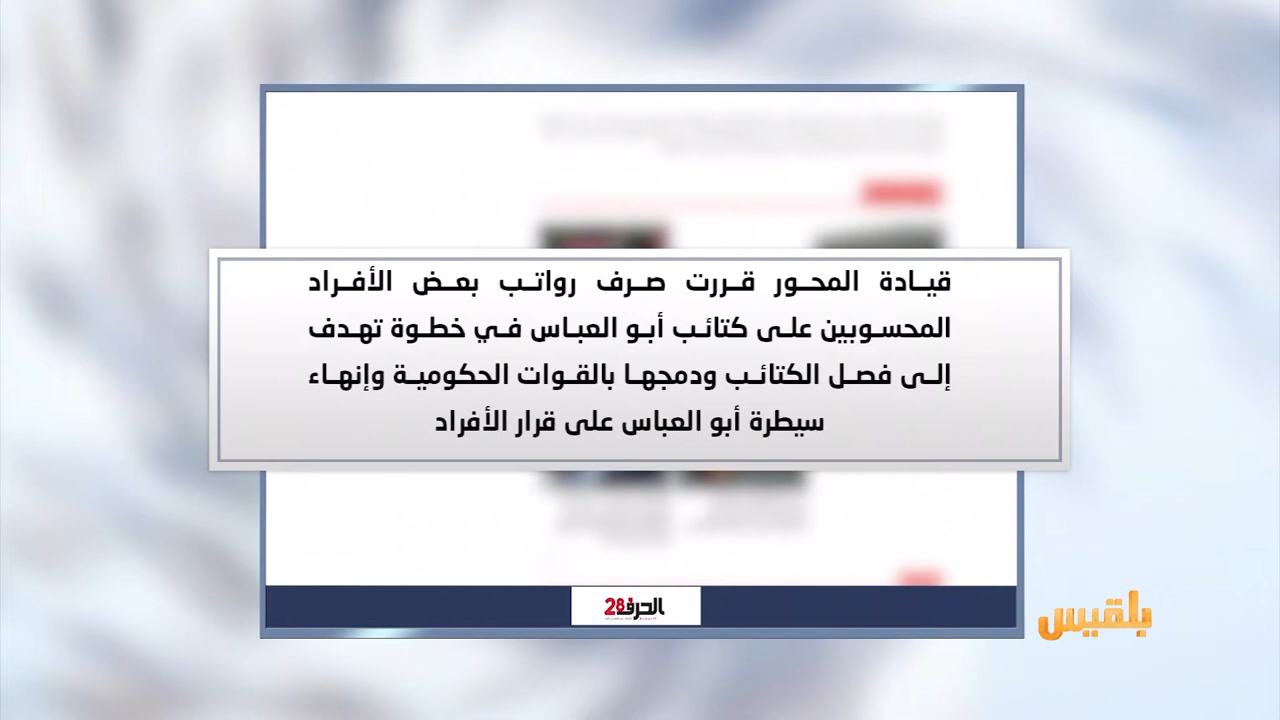 قيادة المحور قررت صرف رواتب بعض الأفراد
المحسوبين على كتائب أبو العباس في خطوة تهدف
إلى فصل الكتائب ودمجها بالقوات الحكومية وإنهاء
سيطرة أبو العباس على قرار الأفراد
الحرف28
بلقيس